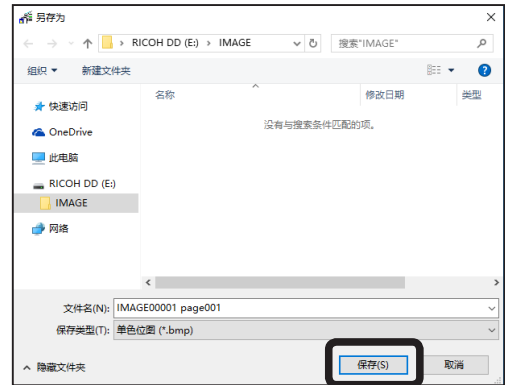 另存为
RICOH DD (E:) › IMAGE
搜索"IMAGE"
组织 新建文件夹
名称 修改日期 类型
快速访问
没有与搜索条件匹配的项。
OneDrive
此电脑
RICOH DD (E:)
IMAGE
网络
文件名(N): IMAGE00001 page001
保存类型(T): 单色位图 (*.bmp)
隐藏文件夹 保存(S) 取消